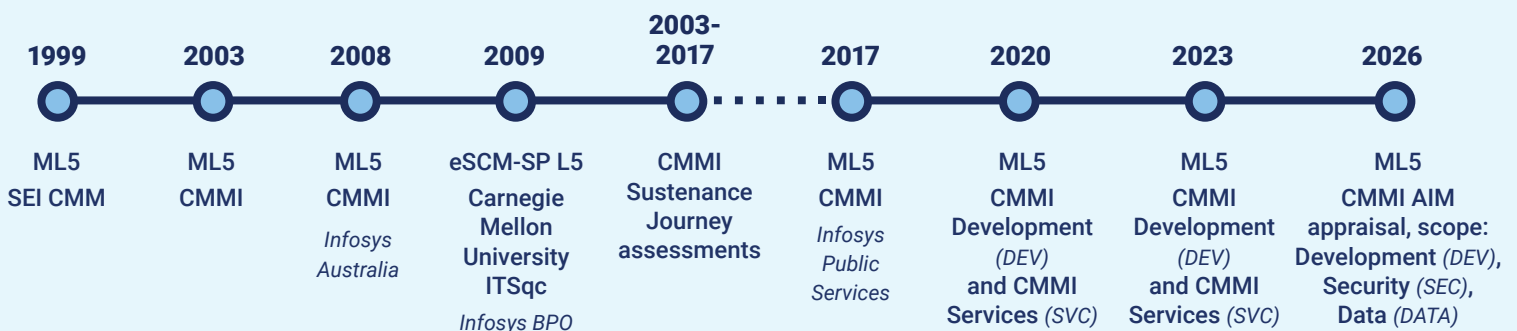 1999
ML5
SEI CMM
2003
ML5
CMMI
2008
ML5
CMMI
Infosys
Australia
2009
eSCM-SP L5
Carnegie
Mellon
University
ITSqc
Infosys BPO
2003-
2017
CMMI
Sustenance
Journey
assessments
2017
ML5
CMMI
Infosys
Public
Services
2020
ML5
CMMI
Development
(DEV)
and CMMI
Services (SVC)
2023
ML5
CMMI
Development
(DEV)
and CMMI
Services (SVC)
2026
ML5
CMMI AIM
appraisal, scope:
Development (DEV),
Security (SEC),
Data (DATA)